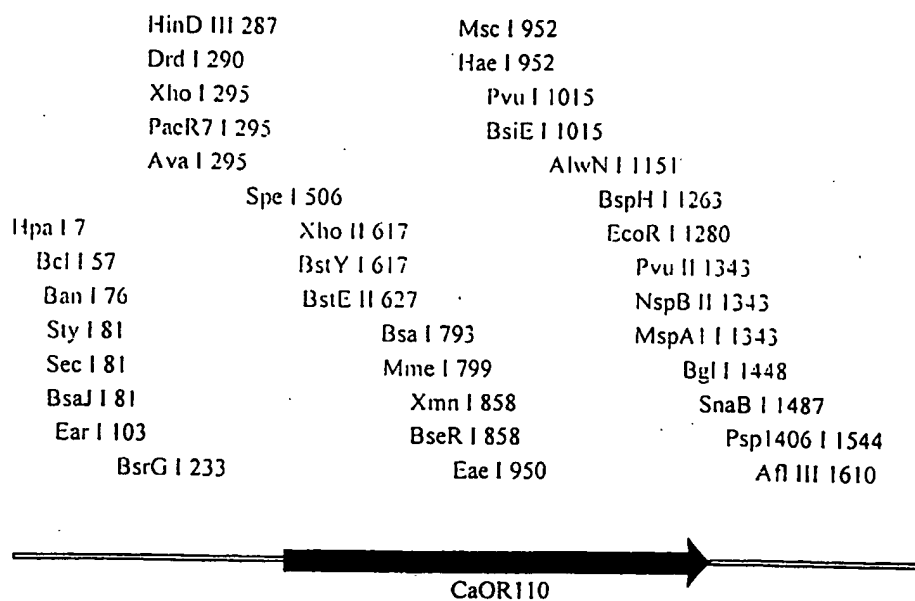 HinD III 287
Drd I 290
Xho I 295
PaeR7 I 295
Ava I 295
Spe I 506
Hpa I 7
Bcl I 57
Ban I 76
Sty I 81
Sec I 81
BsaJ I 81
Ear I 103
BsrG I 233
Xho II 617
BstY I 617
BstE II 627
Bsa I 793
Mme I 799
Xmn I 858
BseR I 858
Eae I 950
Msc I 952
Hae I 952
Pvu I 1015
BsiE I 1015
AlwN I 1151
BspH I 1263
EcoR I 1280
Pvu II 1343
NspB II 1343
MspA1 I 1343
Bgl I 1448
SnaB I 1487
Psp1406 I 1544
Afl III 1610
CaOR110